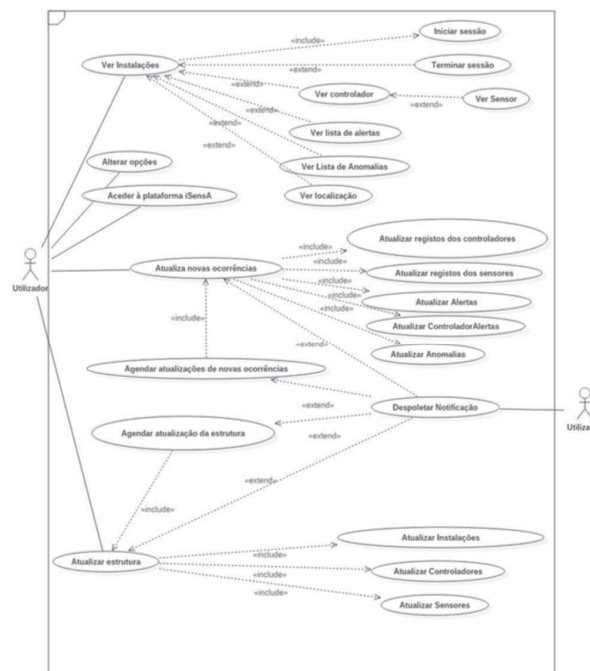 Iniciar sessão
«include»
Ver Instalações
Terminar sessão
«extend»
Ver controlador
«extend»
Ver Sensor
«extend»
«extend»
Ver lista de alertas
«extend»
«extend»
Ver Lista de Anomalias
Alterar opções
Ver localização
Aceder à plataforma iSensA
Utilizador
Atualizar registos dos controladores
«include»
Atualiza novas ocorrências
«include»
Atualizar registos dos sensores
«include»
«include»
Atualizar Alertas
«include»
Atualizar ControladorAlertas
«extend»
Atualizar Anomalias
Agendar atualizações de novas ocorrências
«extend»
Despoletar Notificação
Agendar atualização da estrutura
«extend»
«extend»
«include»
Atualizar Instalações
«include»
Atualizar estrutura
«include»
Atualizar Controladores
«include»
Atualizar Sensores